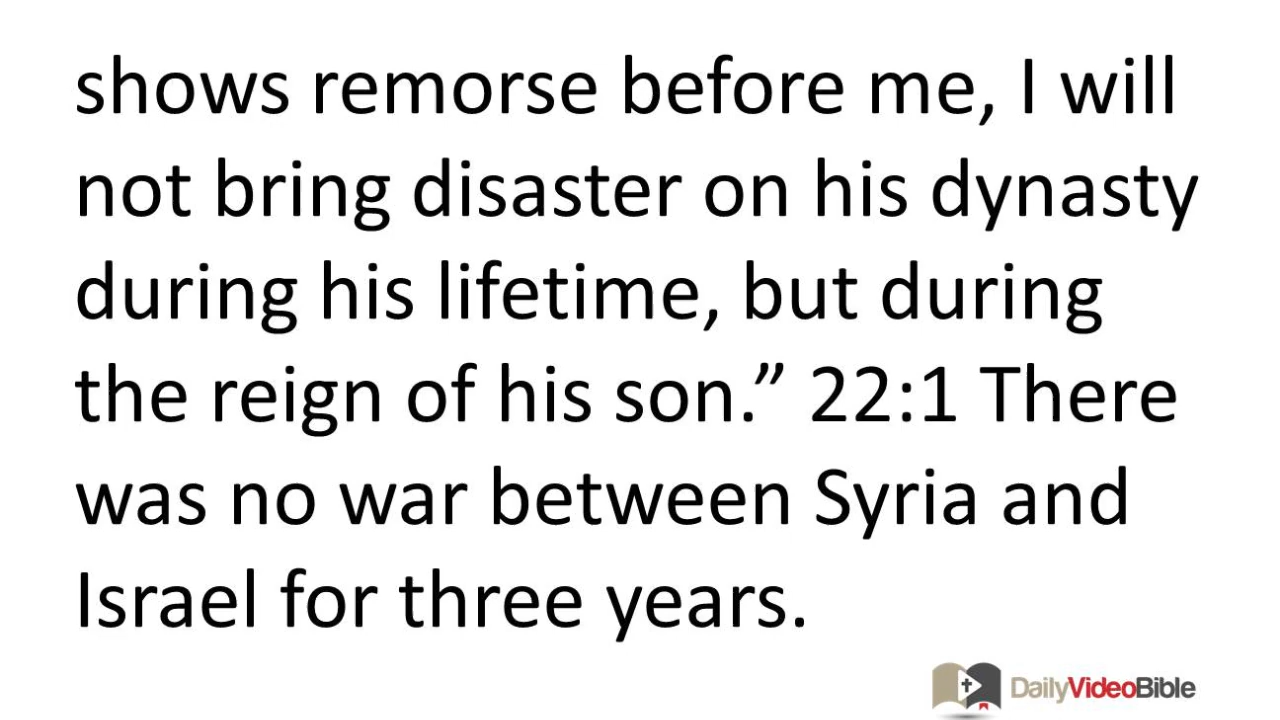 shows remorse before me, I will
not bring disaster on his dynasty
during his lifetime, but during
the reign of his son.” 22:1 There
was no war between Syria and
Israel for three years.
DailyVideoBible